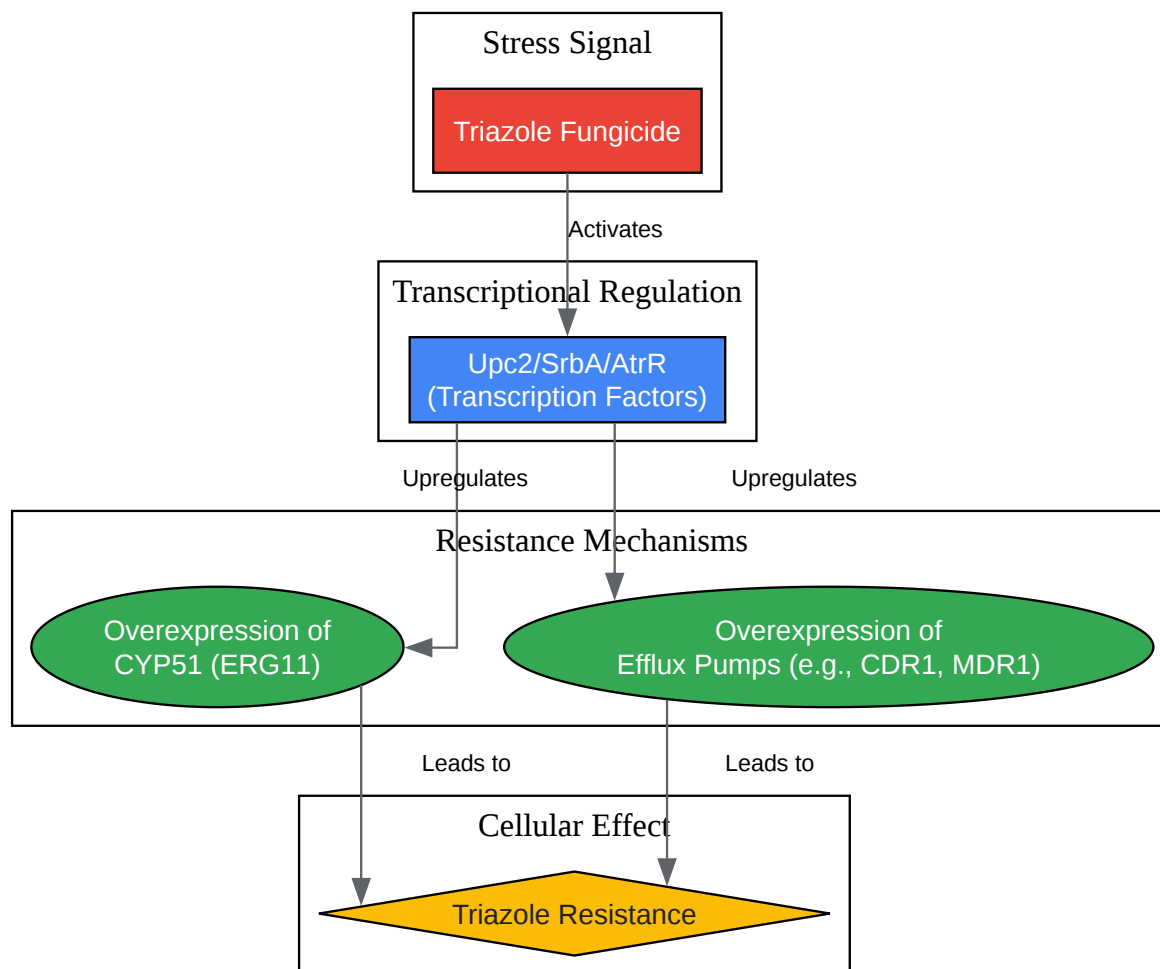 Stress Signal
Triazole Fungicide
Activates
Transcriptional Regulation
Upc2/SrbA/AtrR
(Transcription Factors)
Upregulates
Upregulates
Resistance Mechanisms
Overexpression of
CYP51 (ERG11)
Overexpression of
Efflux Pumps (e.g., CDR1, MDR1)
Leads to
Leads to
Cellular Effect
Triazole Resistance